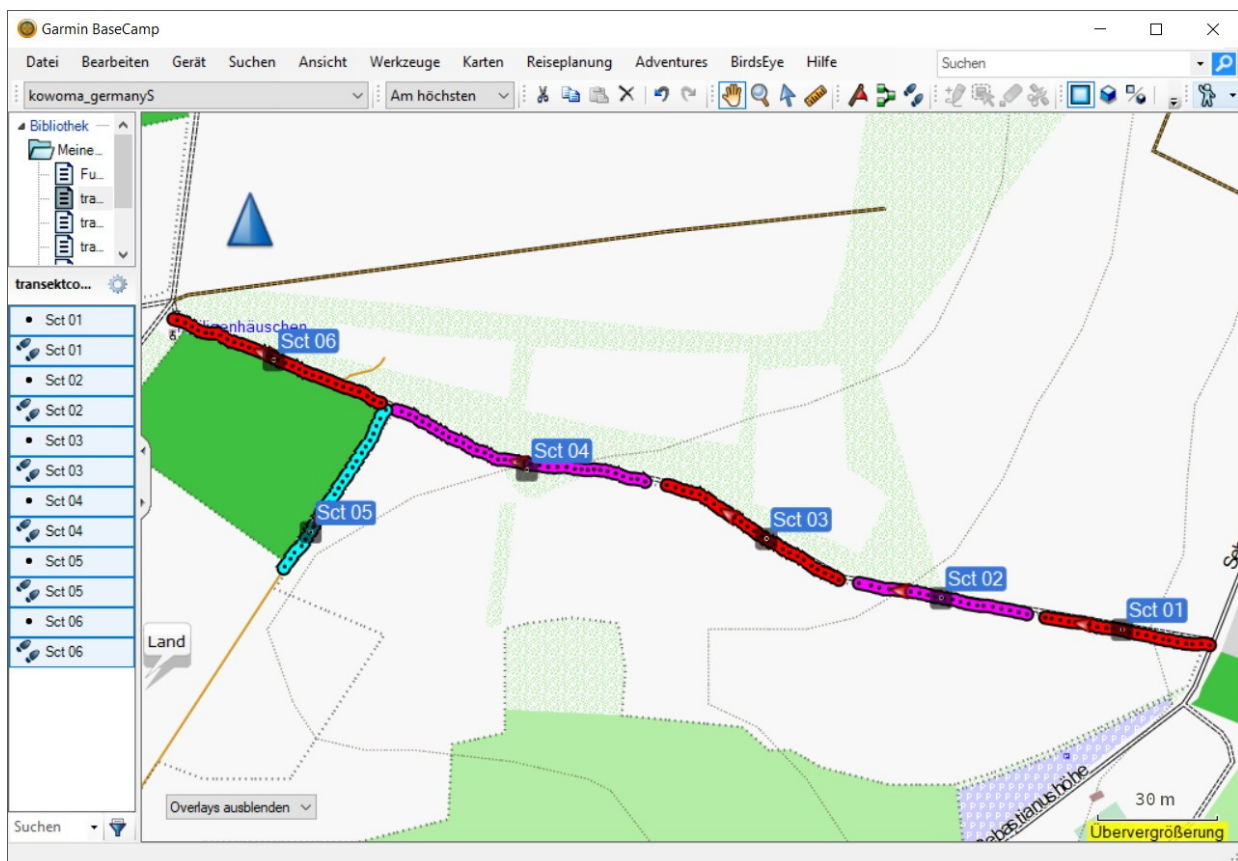 Garmin BaseCamp
Datei Bearbeiten Gerät Suchen Ansicht Werkzeuge Karten Reiseplanung Adventures BirdsEye Hilfe
Suchen
kowoma_germanyS
Am höchsten
Bibliothek
Meine...
Fu...
tra...
tra...
tra...
transektco...
Sct 01
Sct 01
Sct 02
Sct 02
Sct 03
Sct 03
Sct 04
Sct 04
Sct 05
Sct 05
Sct 06
Sct 06
Suchen
Sct 06
Sct 04
Sct 05
Sct 03
Sct 02
Sct 01
Land
Overlays ausblenden
Sebastianushöhe
30 m
Übervergrößerung